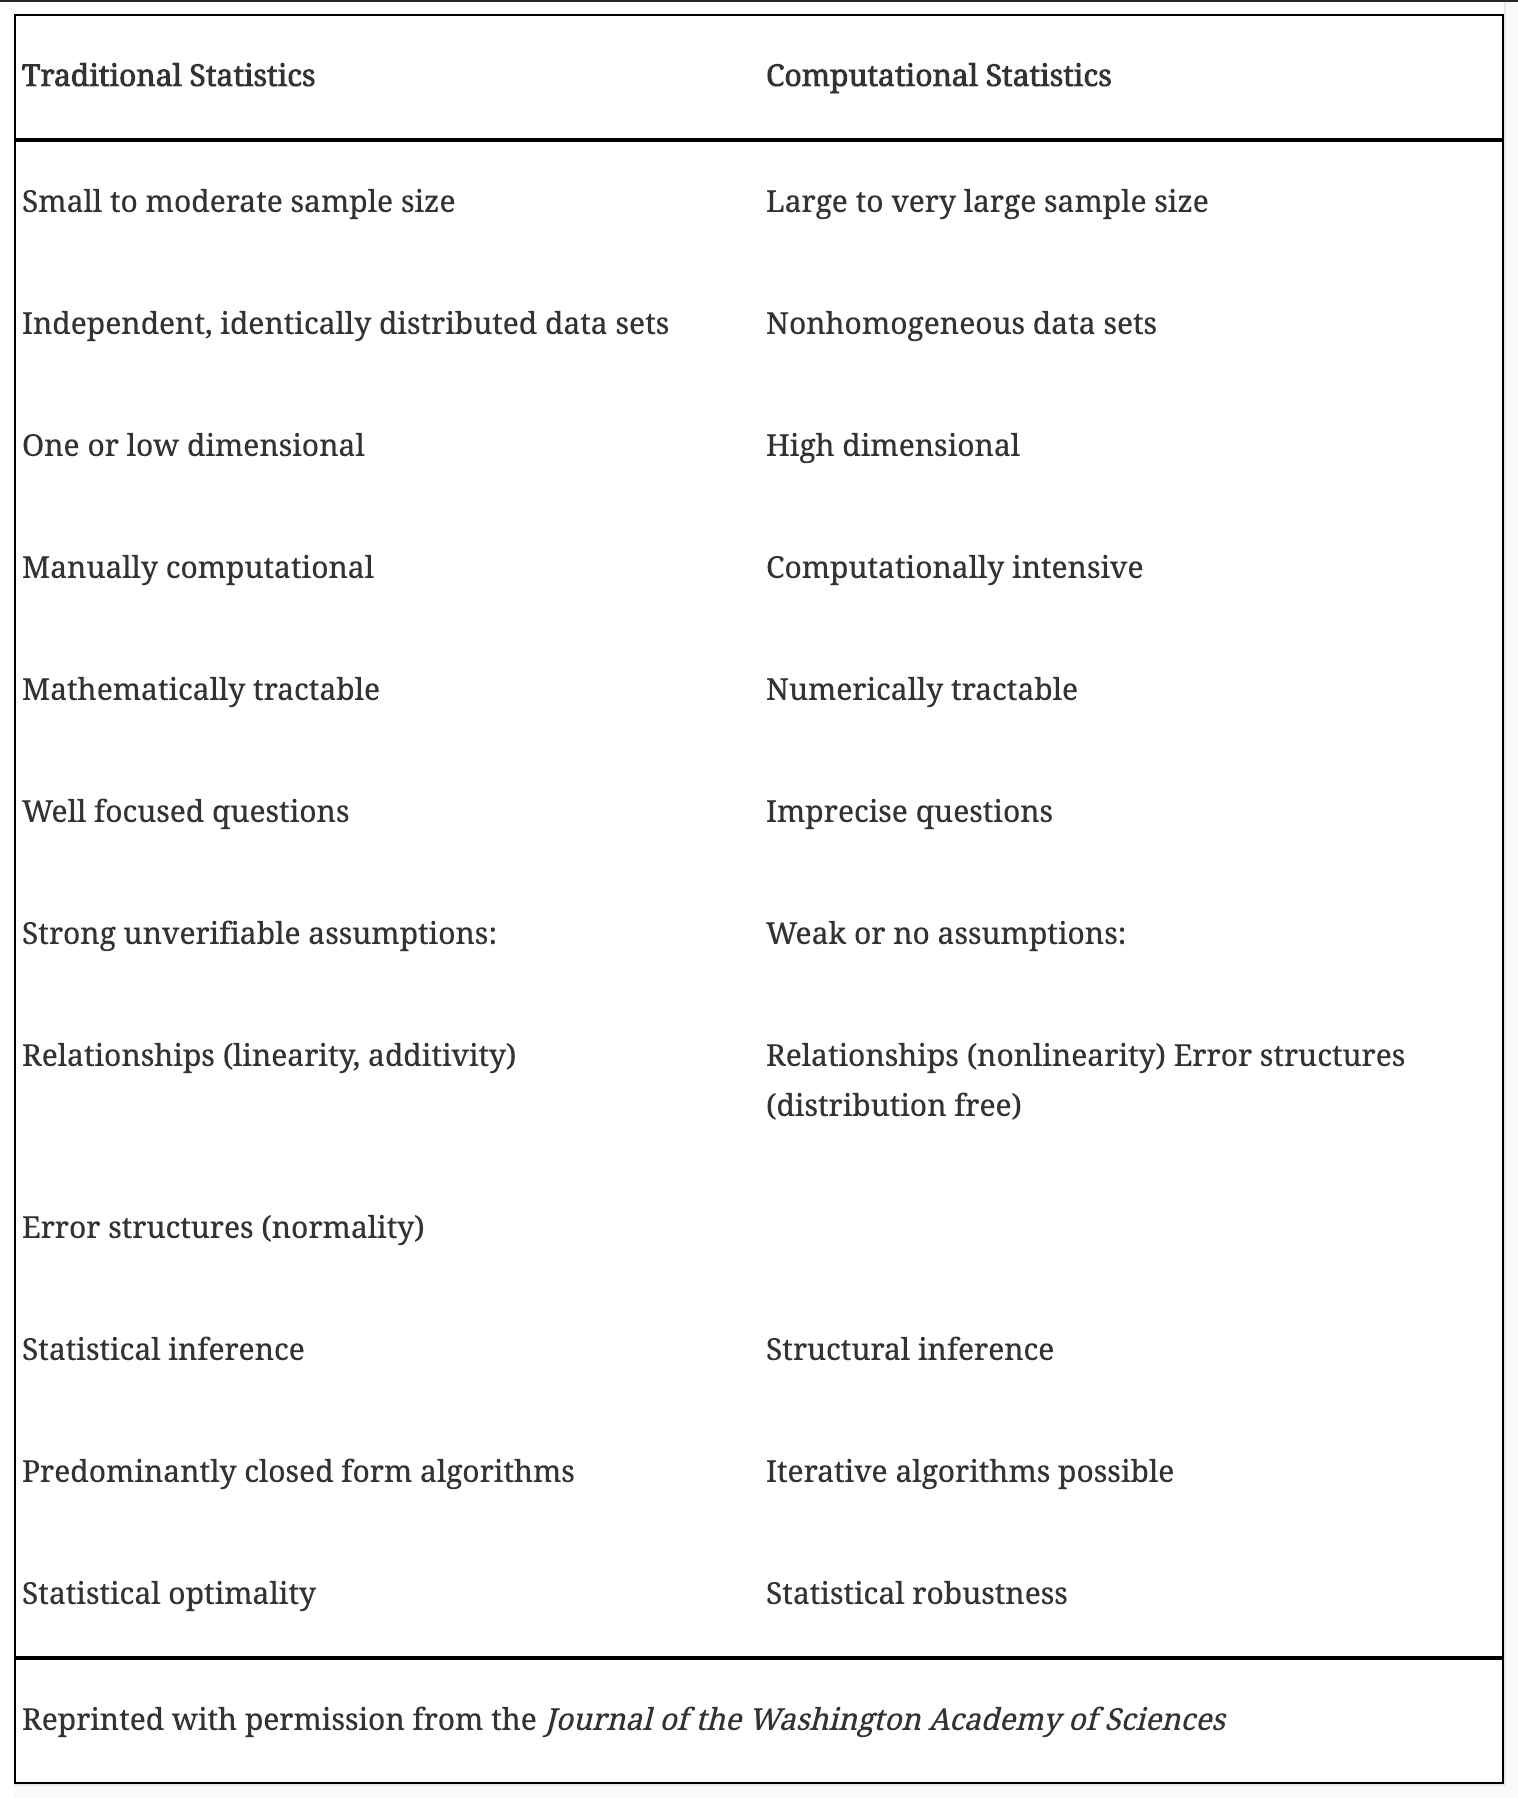 Traditional Statistics Computational Statistics
Small to moderate sample size Large to very large sample size
Independent, identically distributed data sets Nonhomogeneous data sets
One or low dimensional High dimensional
Manually computational Computationally intensive
Mathematically tractable Numerically tractable
Well focused questions Imprecise questions
Strong unverifiable assumptions: Weak or no assumptions:
Relationships (linearity, additivity) Relationships (nonlinearity) Error structures
(distribution free)
Error structures (normality)
Statistical inference Structural inference
Predominantly closed form algorithms Iterative algorithms possible
Statistical optimality Statistical robustness
Reprinted with permission from the Journal of the Washington Academy of Sciences